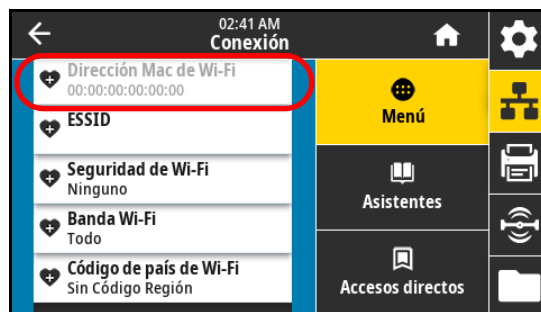 02:41 AM
Conexión
Dirección Mac de Wi-Fi
00:00:00:00:00:00
ESSID
Seguridad de Wi-Fi
Ninguno
Banda Wi-Fi
Todo
Código de país de Wi-Fi
Sin Código Región
Menú
Asistentes
Accesos directos